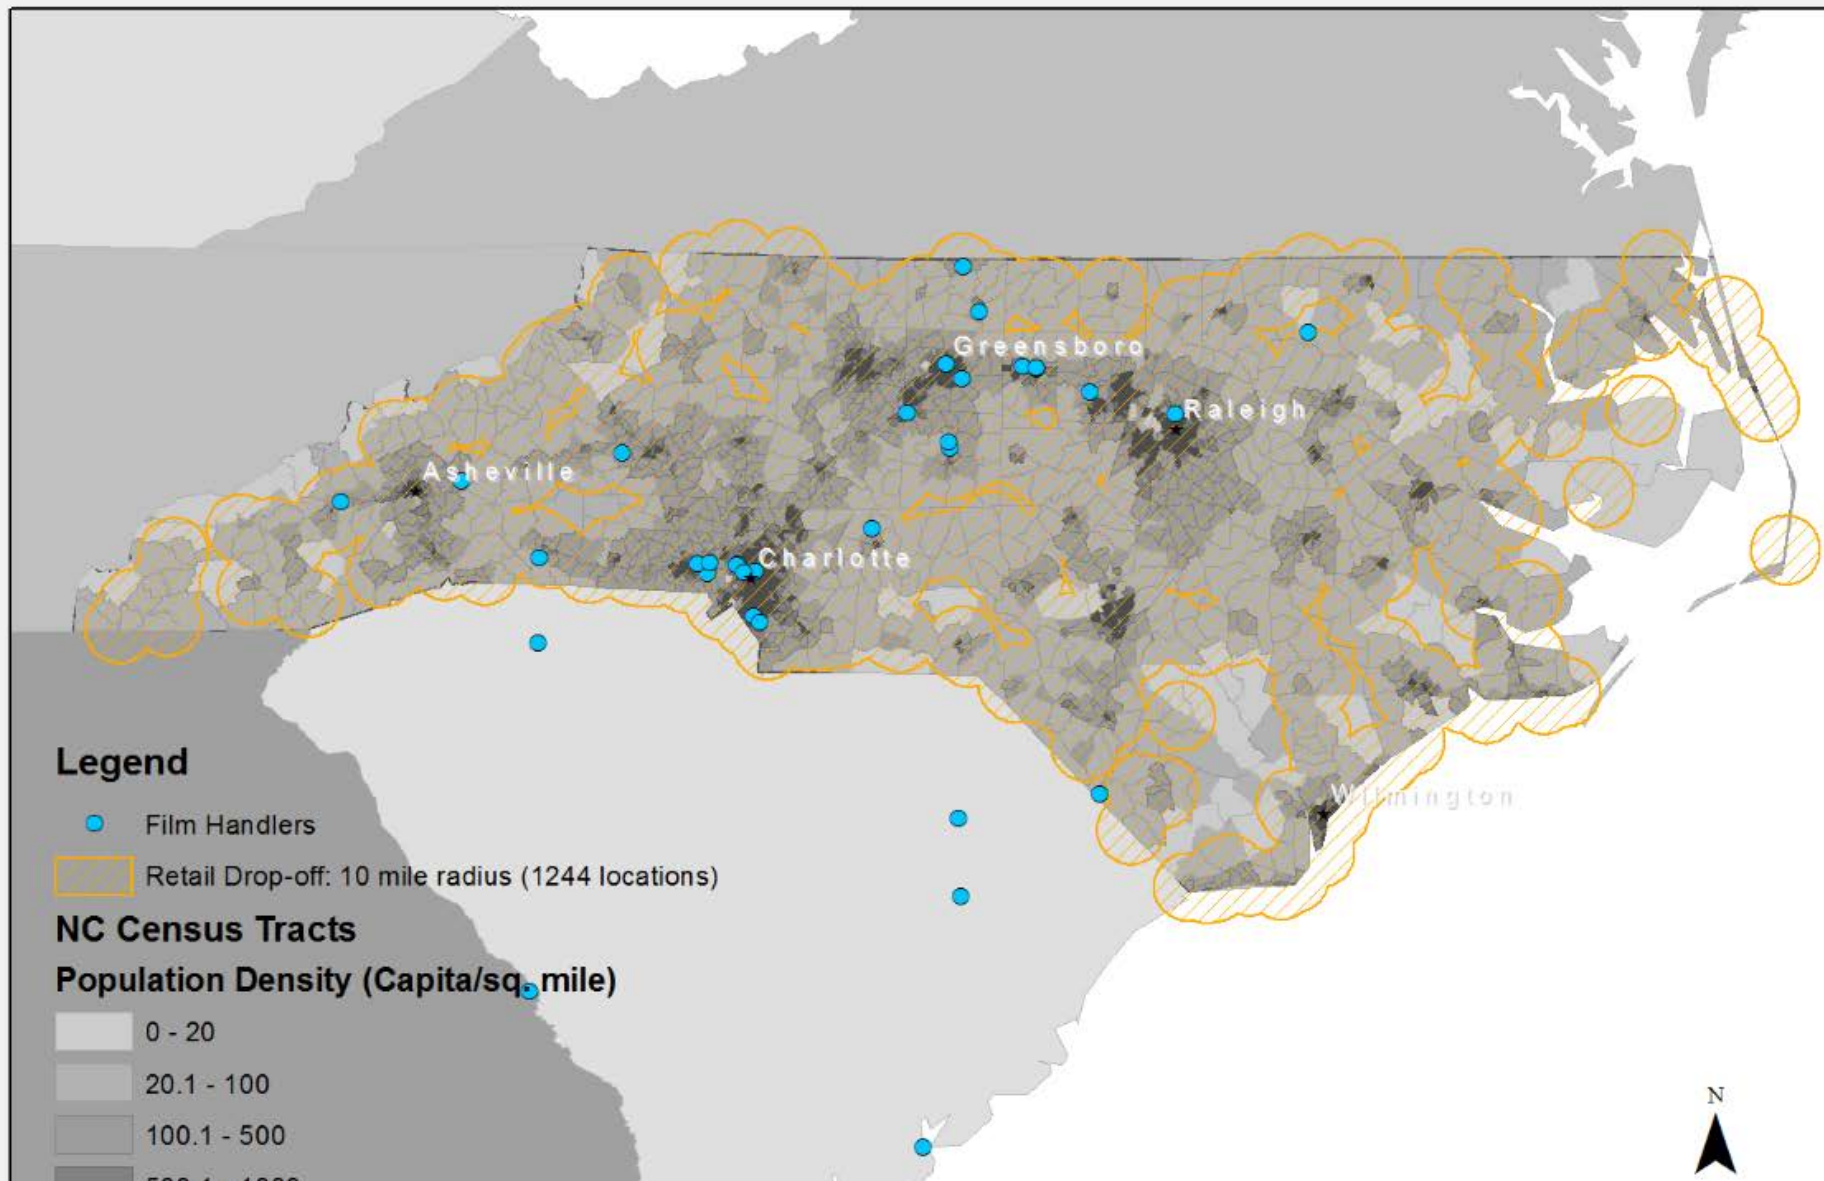 Greensboro
Raleigh
Asheville
Charlotte
Wilmington
Legend
Film Handlers
Retail Drop-off: 10 mile radius (1244 locations)
NC Census Tracts
Population Density (Capita/sq. mile)
0 - 20
20.1 - 100
100.1 - 500
N